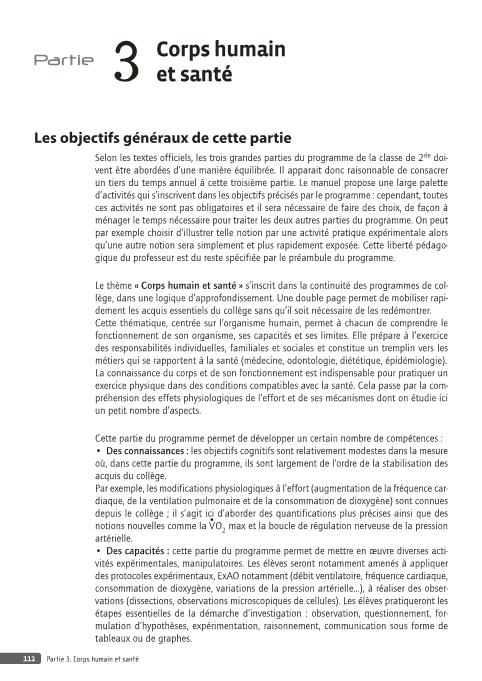 Partie 3 Corps humain
et santé
Les objectifs généraux de cette partie
Selon les textes officiels, les trois grandes parties du programme de la classe de 2de doi-
vent être abordées d'une manière équilibrée. Il apparait donc raisonnable de consacrer
un tiers du temps annuel à cette troisième partie. Le manuel propose une large palette
d'activités qui s'inscrivent dans les objectifs précisés par le programme : cependant, toutes
ces activités ne sont pas obligatoires et il sera nécessaire de faire des choix, de façon à
ménager le temps nécessaire pour traiter les deux autres parties du programme. On peut
par exemple choisir d'illustrer telle notion par une activité pratique expérimentale alors
qu'une autre notion sera simplement et plus rapidement exposée. Cette liberté pédago-
gique du professeur est du reste spécifiée par le préambule du programme.
Le thème « Corps humain et santé » s'inscrit dans la continuité des programmes de col-
lège, dans une logique d'approfondissement. Une double page permet de mobiliser rapi-
dement les acquis essentiels du collège sans qu'il soit nécessaire de les redémontrer.
Cette thématique, centrée sur l'organisme humain, permet à chacun de comprendre le
fonctionnement de son organisme, ses capacités et ses limites. Elle prépare à l'exercice
des responsabilités individuelles, familiales et sociales et constitue un tremplin vers les
métiers qui se rapportent à la santé (médecine, odontologie, diététique, épidémiologie).
La connaissance du corps et de son fonctionnement est indispensable pour pratiquer un
exercice physique dans des conditions compatibles avec la santé. Cela passe par la com-
préhension des effets physiologiques de l'effort et de ses mécanismes dont on étudie ici
un petit nombre d'aspects.
Cette partie du programme permet de développer un certain nombre de compétences :
• Des connaissances : les objectifs cognitifs sont relativement modestes dans la mesure
où, dans cette partie du programme, ils sont largement de l'ordre de la stabilisation des
acquis du collège.
Par exemple, les modifications physiologiques à l'effort (augmentation de la fréquence car-
diaque, de la ventilation pulmonaire et de la consommation de dioxygène) sont connues
depuis le collège ; il s'agit ici d'aborder des quantifications plus précises ainsi que des
notions nouvelles comme la V̇O2 max et la boucle de régulation nerveuse de la pression
artérielle.
• Des capacités : cette partie du programme permet de mettre en œuvre diverses acti-
vités expérimentales, manipulatoires. Les élèves seront notamment amenés à appliquer
des protocoles expérimentaux, ExAO notamment (débit ventilatoire, fréquence cardiaque,
consommation de dioxygène, variations de la pression artérielle...), à réaliser des obser-
vations (dissections, observations microscopiques de cellules). Les élèves pratiqueront les
étapes essentielles de la démarche d'investigation : observation, questionnement, for-
mulation d'hypothèses, expérimentation, raisonnement, communication sous forme de
tableaux ou de graphes.
112 Partie 3. Corps humain et santé